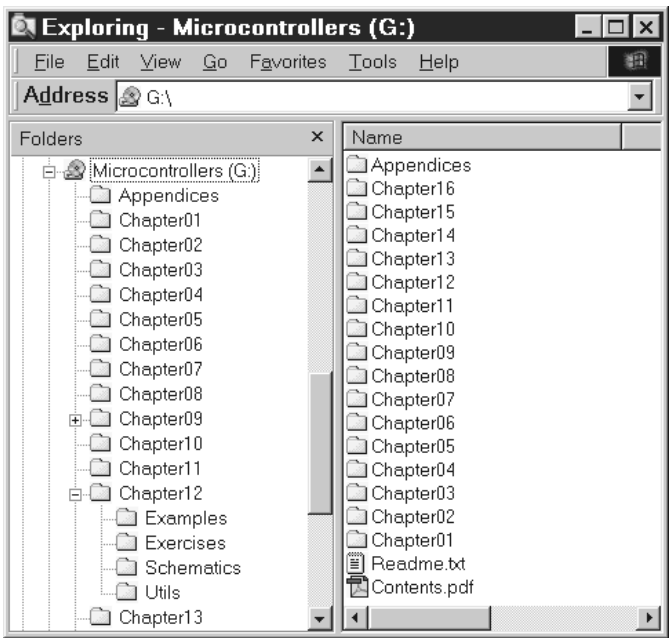 Exploring - Microcontrollers (G:)
File Edit View Go Favorites Tools Help
Address G:\
Folders
Microcontrollers (G:)
Appendices
Chapter01
Chapter02
Chapter03
Chapter04
Chapter05
Chapter06
Chapter07
Chapter08
Chapter09
Chapter10
Chapter11
Chapter12
Examples
Exercises
Schematics
Utils
Chapter13
Name
Appendices
Chapter16
Chapter15
Chapter14
Chapter13
Chapter12
Chapter11
Chapter10
Chapter09
Chapter08
Chapter07
Chapter06
Chapter05
Chapter04
Chapter03
Chapter02
Chapter01
Readme.txt
Contents.pdf